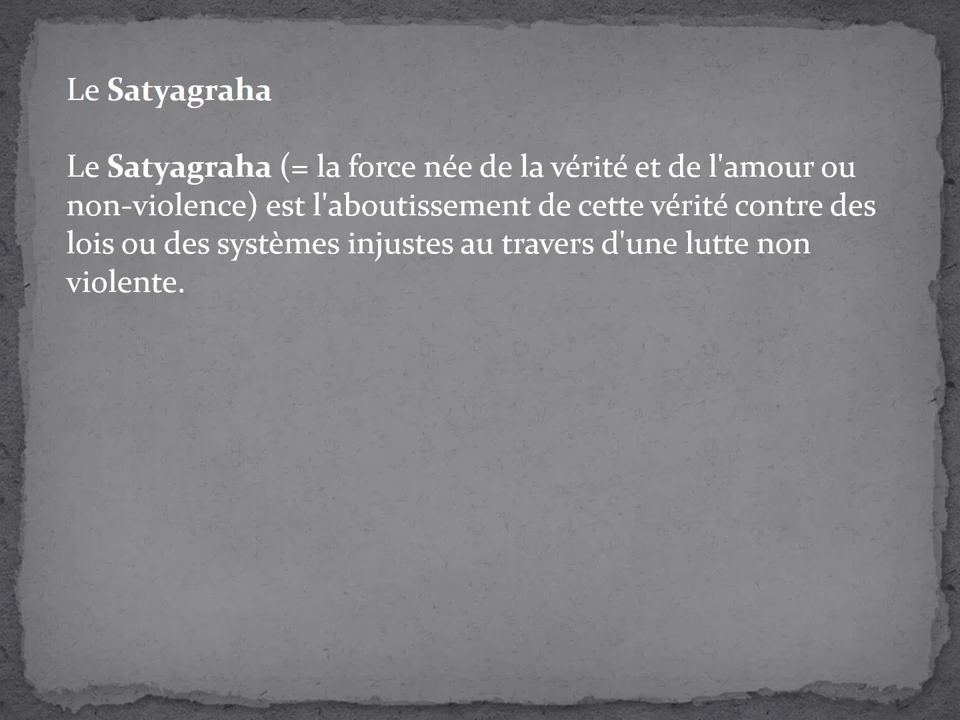 Le Satyagraha
Le Satyagraha (= la force née de la vérité et de l'amour ou
non-violence) est l'aboutissement de cette vérité contre des
lois ou des systèmes injustes au travers d'une lutte non
violente.